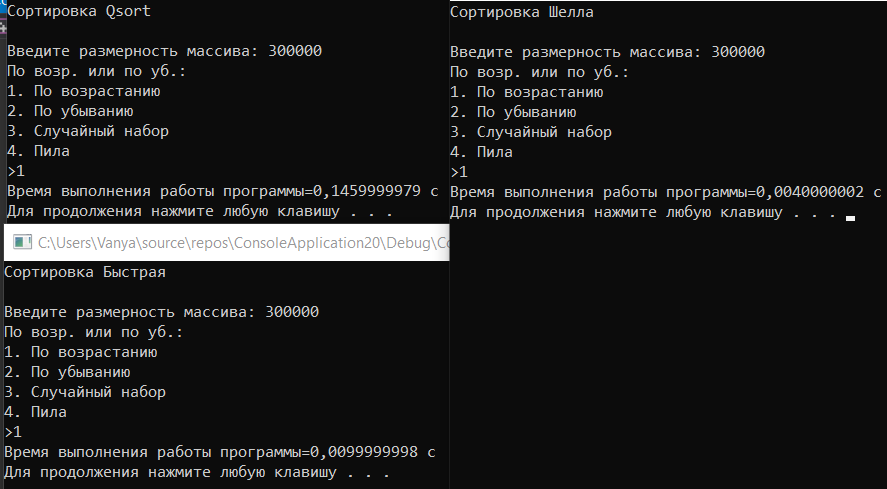 Сортировка Qsort
Введите размерность массива: 300000
По возр. или по уб.:
1. По возрастанию
2. По убыванию
3. Случайный набор
4. Пила
>1
Время выполнения работы программы=0,1459999979 с
Для продолжения нажмите любую клавишу . . .
Сортировка Шелла
Введите размерность массива: 300000
По возр. или по уб.:
1. По возрастанию
2. По убыванию
3. Случайный набор
4. Пила
>1
Время выполнения работы программы=0,0040000002 с
Для продолжения нажмите любую клавишу . . .
C:\Users\Vanya\source\repos\ConsoleApplication20\Debug\Co
Сортировка Быстрая
Введите размерность массива: 300000
По возр. или по уб.:
1. По возрастанию
2. По убыванию
3. Случайный набор
4. Пила
>1
Время выполнения работы программы=0,0099999998 с
Для продолжения нажмите любую клавишу . . .